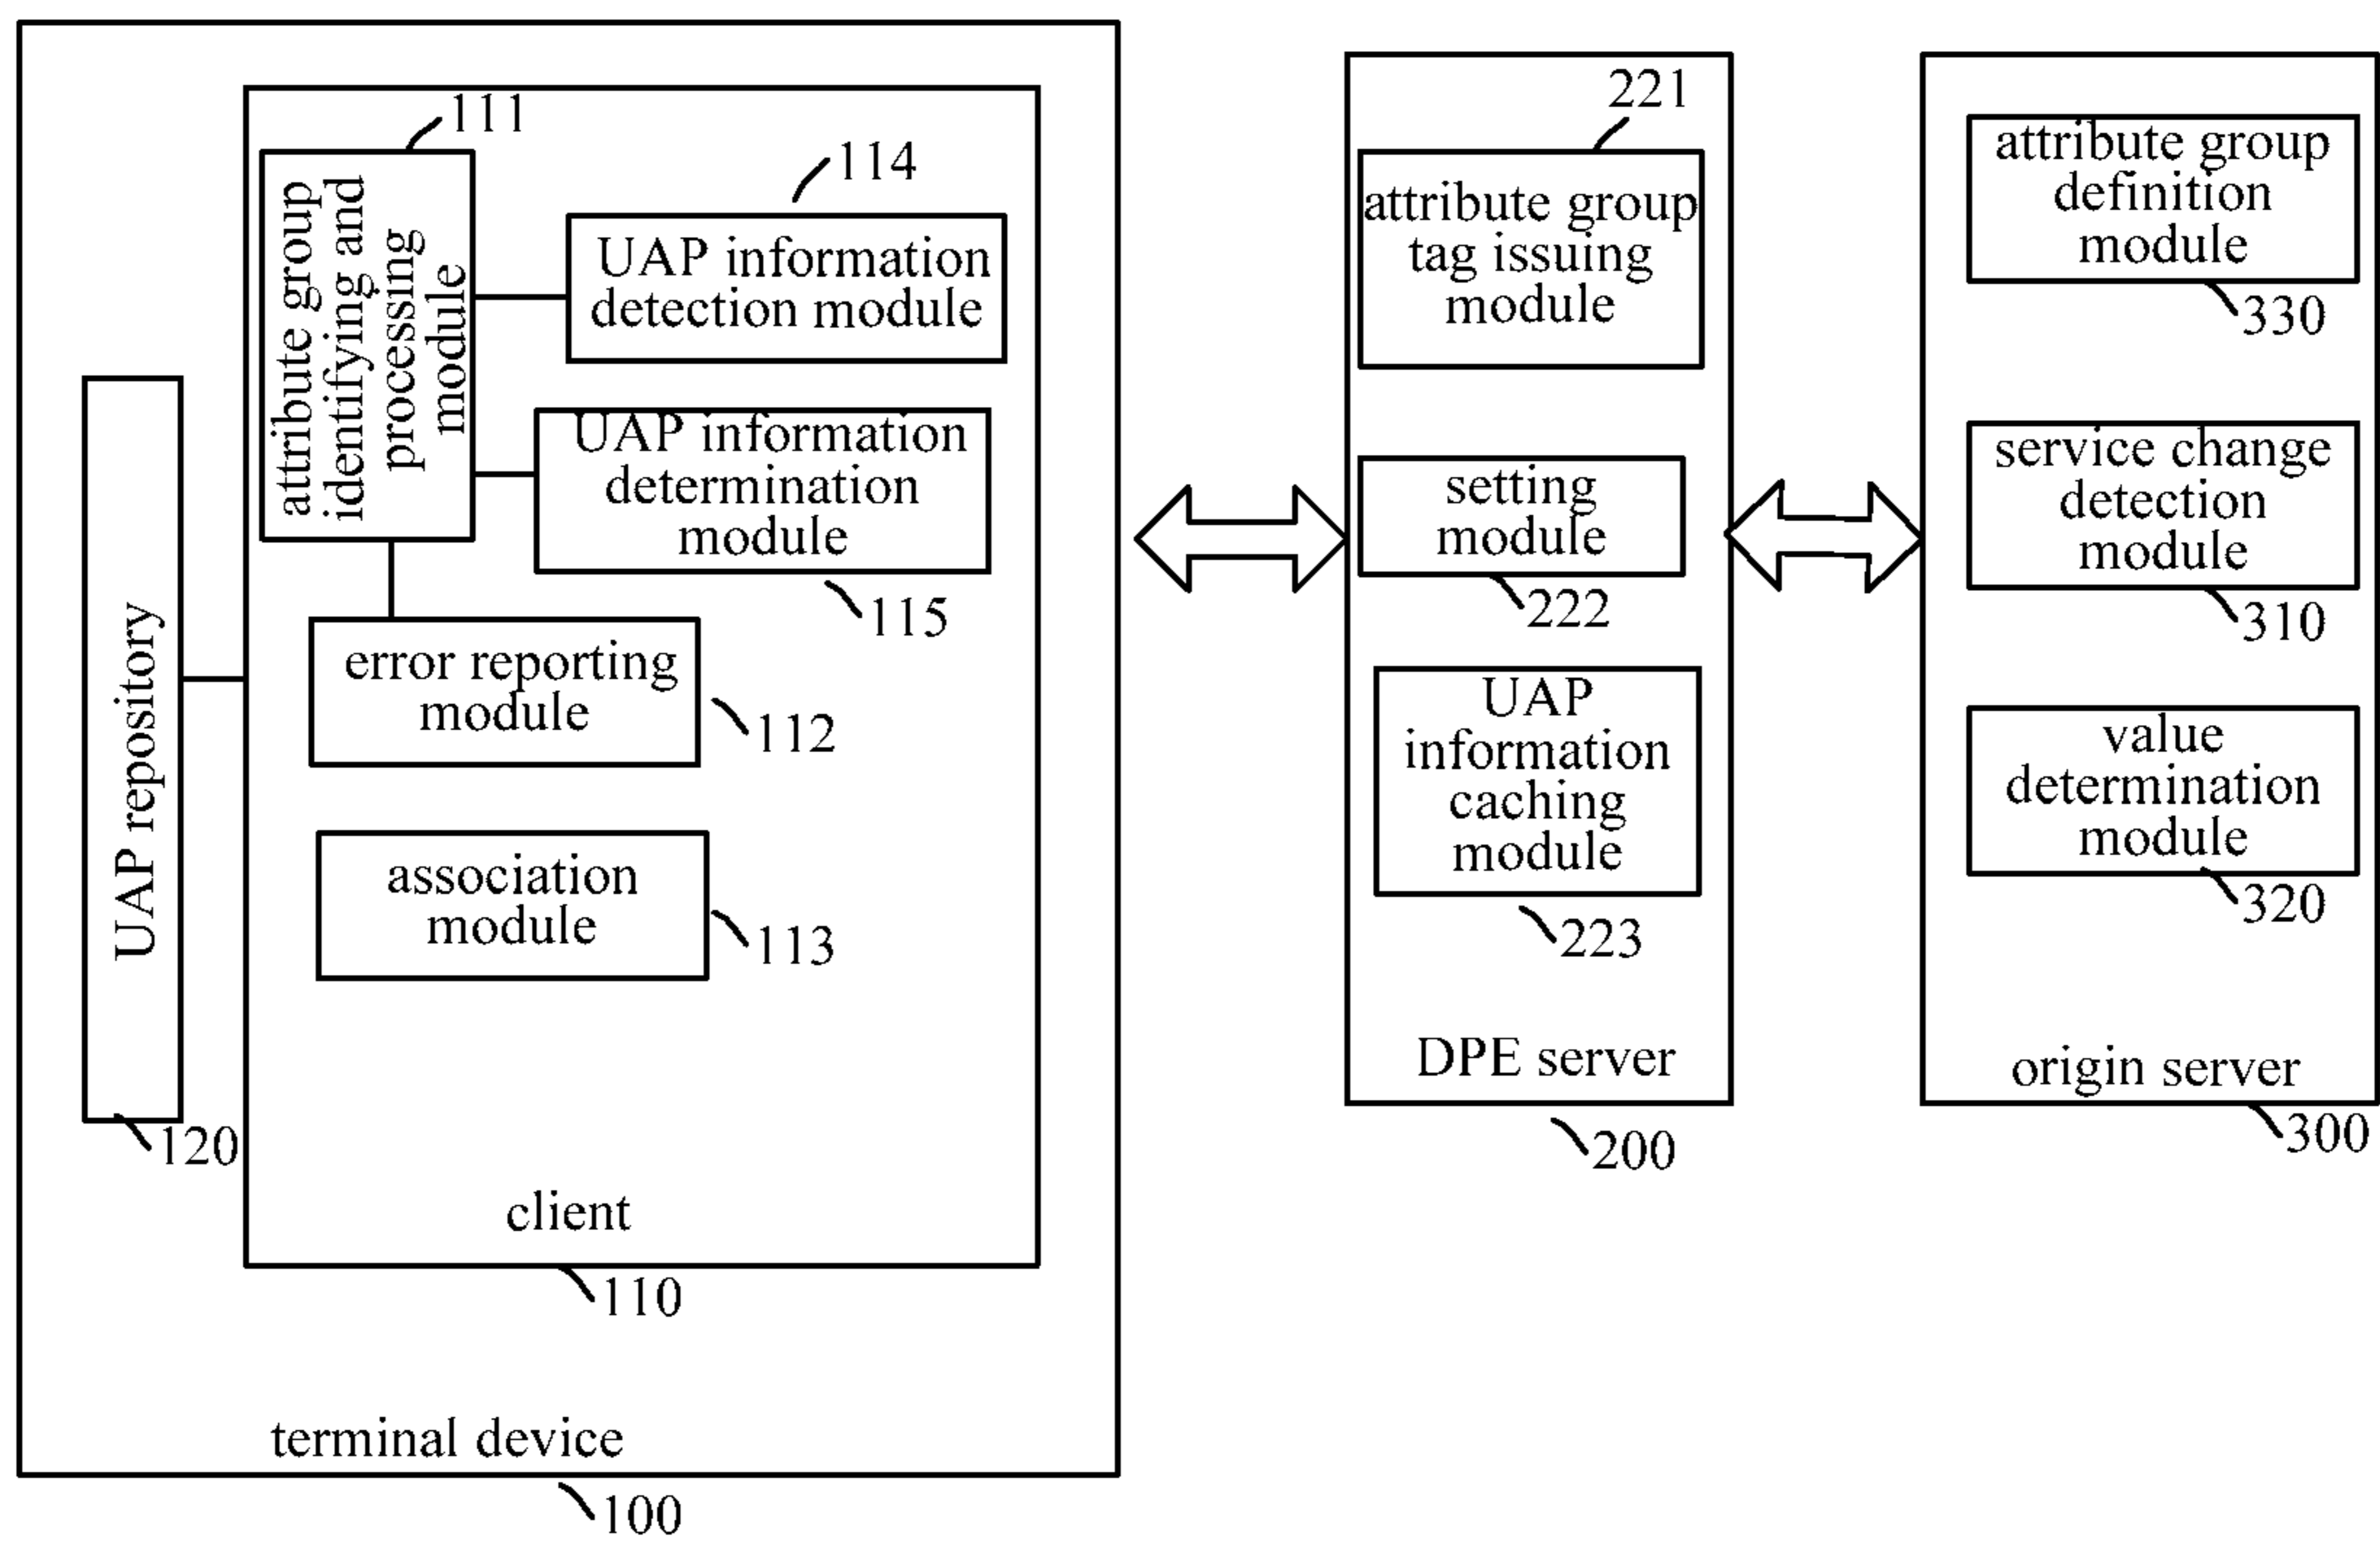 111
attribute group
identifying and
processing
module
114
UAP information
detection module
UAP information
determination
module
115
error reporting
module
112
association
module
113
UAP repository
120
client
110
terminal device
100
221
attribute group
tag issuing
module
setting
module
222
UAP
information
caching
module
223
DPE server
200
attribute group
definition
module
330
service change
detection
module
310
value
determination
module
320
origin server
300